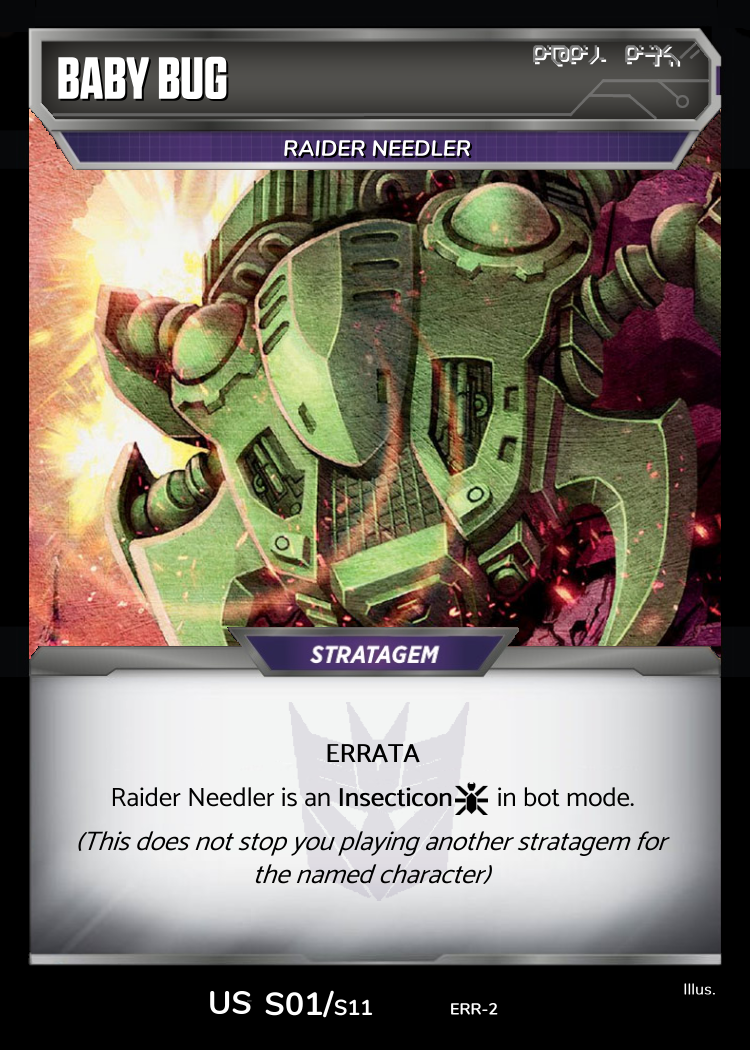 BABY BUG
RAIDER NEEDLER
STRATAGEM
ERRATA
Raider Needler is an Insecticon in bot mode.
(This does not stop you playing another stratagem for
the named character)
Illus.
US S01/S11
ERR-2